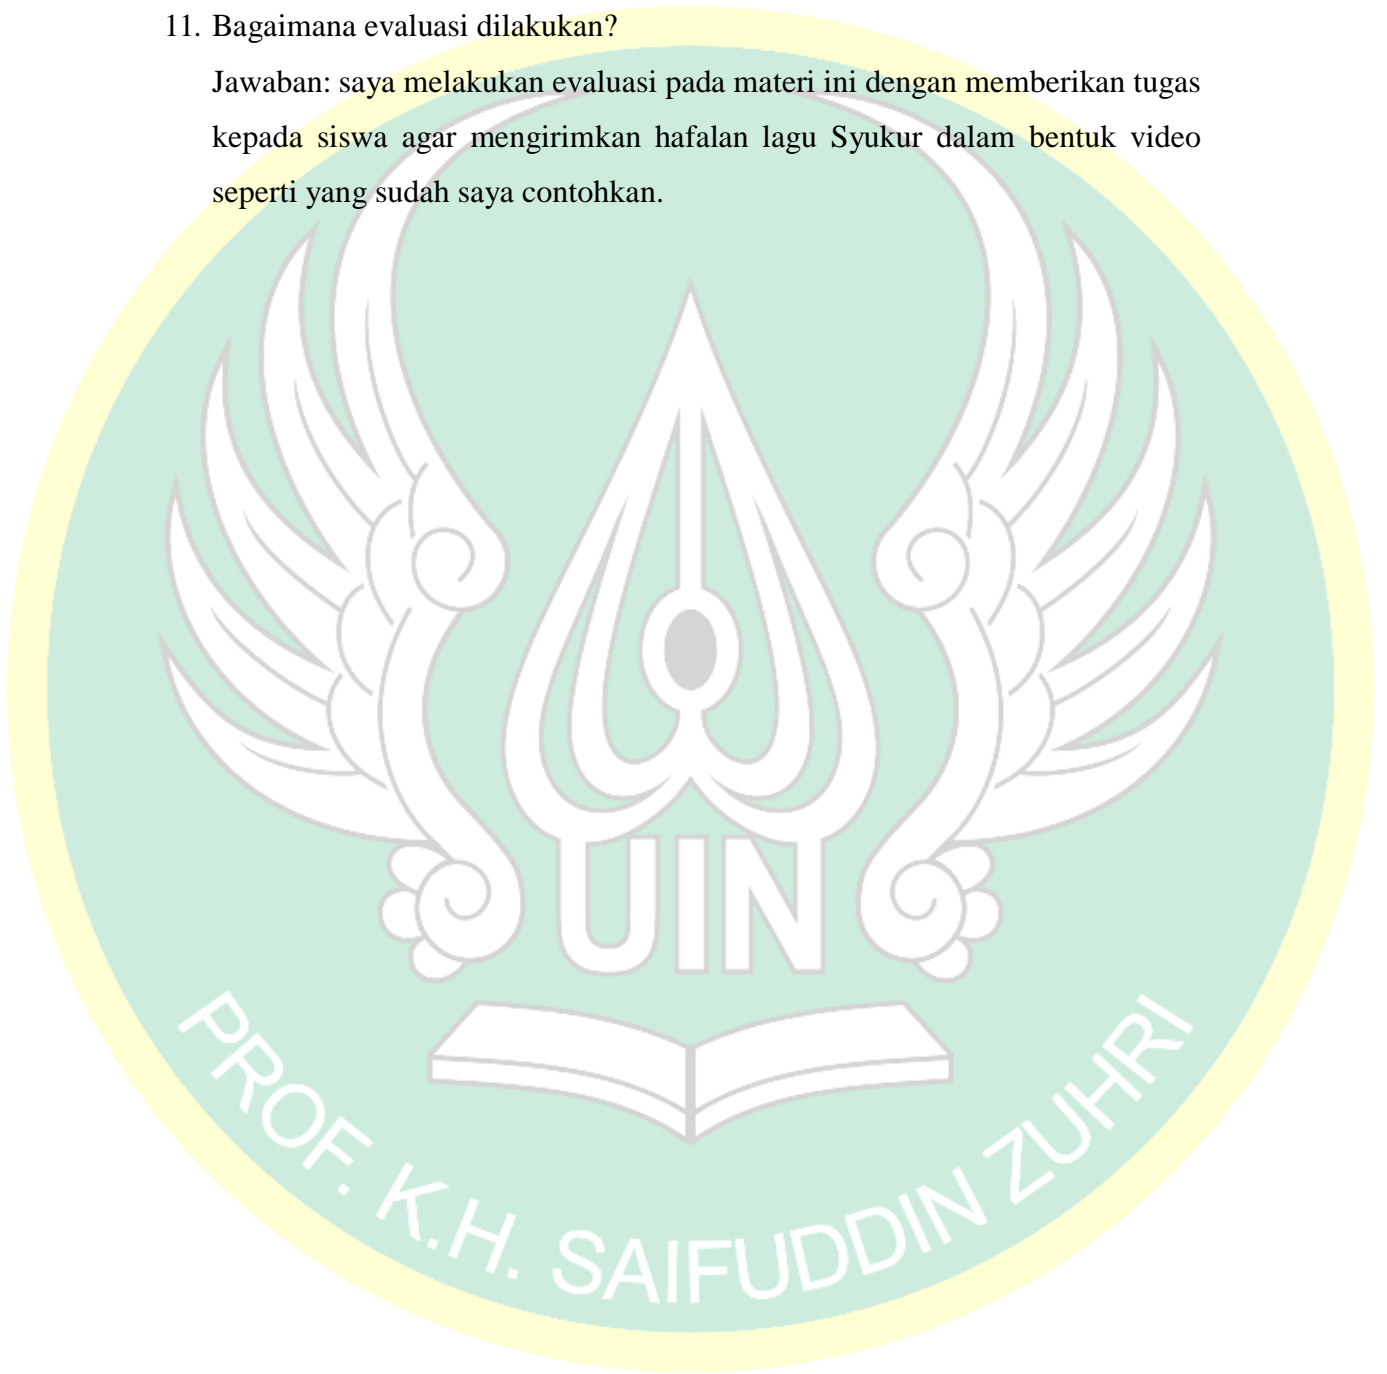 11. Bagaimana evaluasi dilakukan?
Jawaban: saya melakukan evaluasi pada materi ini dengan memberikan tugas
kepada siswa agar mengirimkan hafalan lagu Syukur dalam bentuk video
seperti yang sudah saya contohkan.
UIN
PROF. K.H. SAIFUDDIN ZUHRI